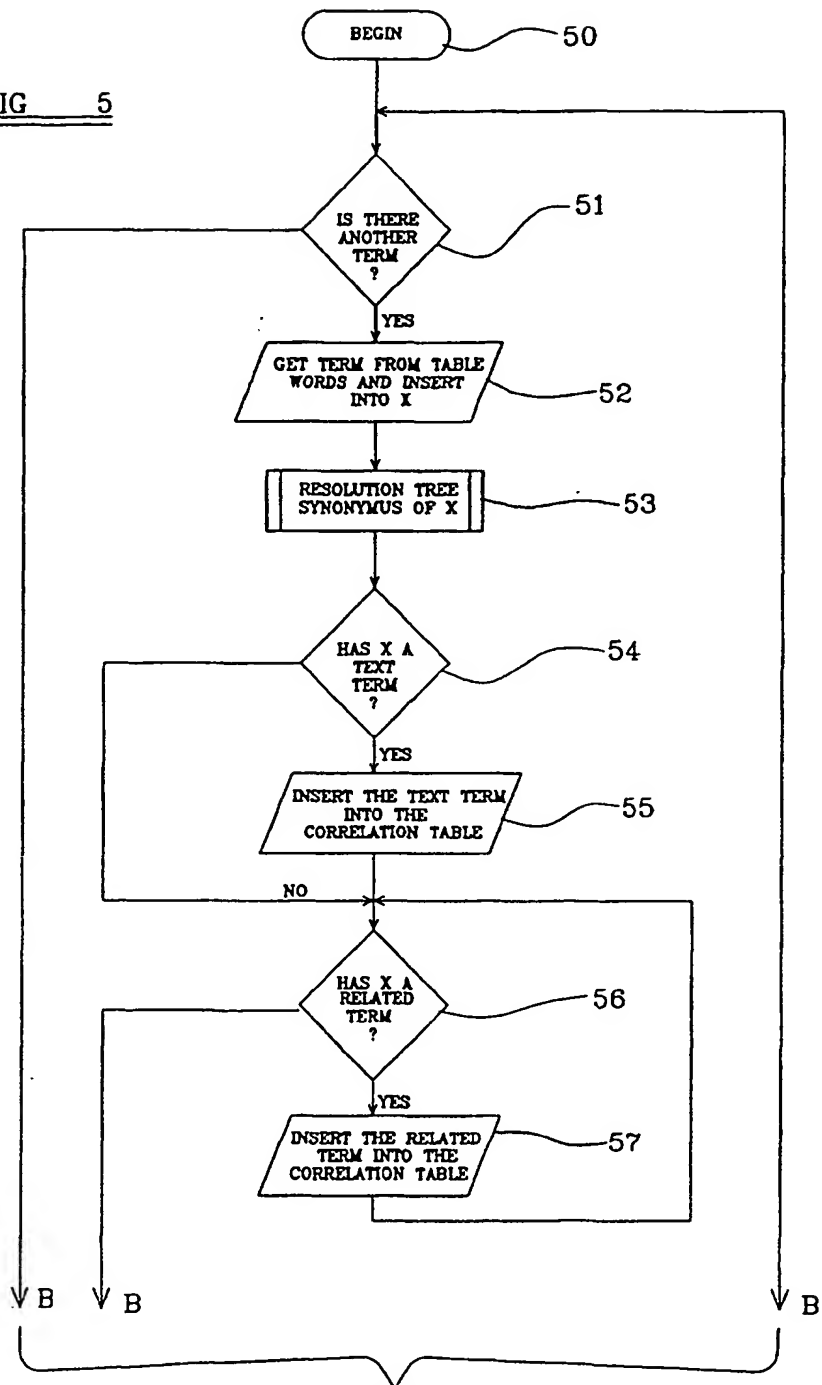 BEGIN
50
IG 5
IS THERE
ANOTHER
TERM
?
51
YES
GET TERM FROM TABLE
WORDS AND INSERT
INTO X
52
RESOLUTION TREE
SYNONYMUS OF X
53
HAS X A
TEXT
TERM
?
54
YES
INSERT THE TEXT TERM
INTO THE
CORRELATION TABLE
55
NO
HAS X A
RELATED
TERM
?
56
YES
INSERT THE RELATED
TERM INTO THE
CORRELATION TABLE
57
B
B
B